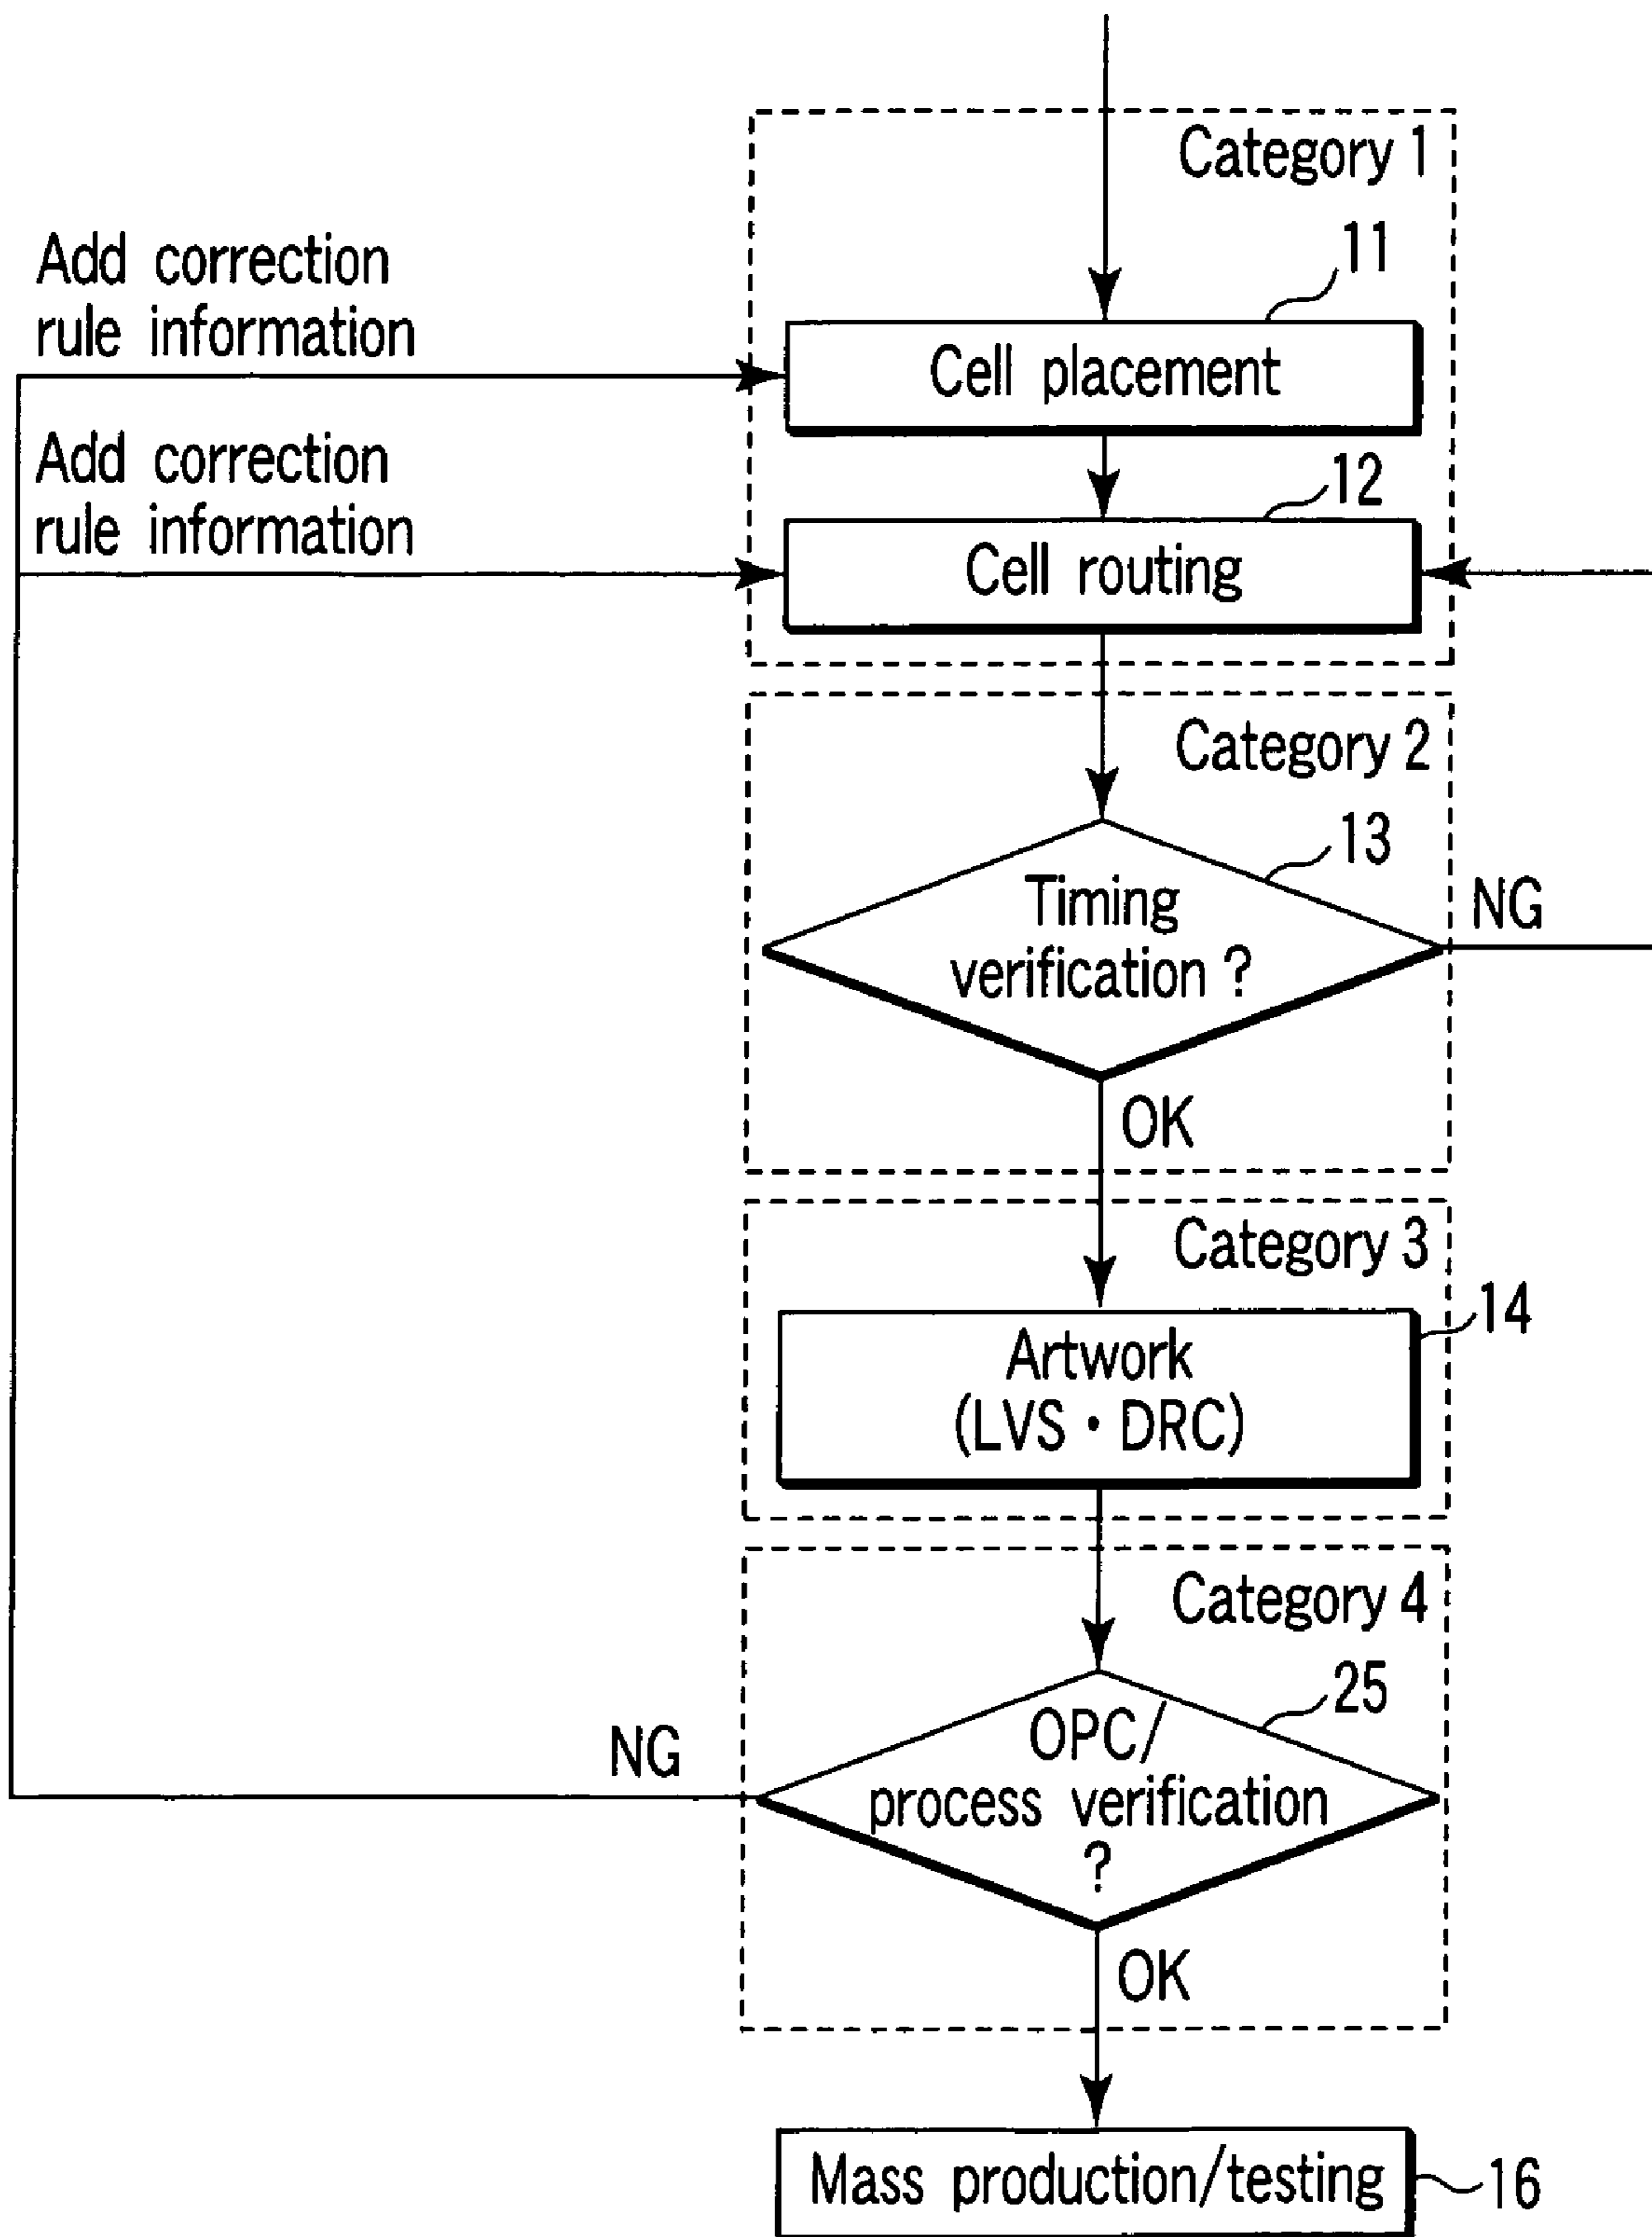 Category 1
11
Add correction
rule information
Cell placement
Add correction
rule information
12
Cell routing
Category 2
13
Timing
verification ?
NG
OK
Category 3
14
Artwork
(LVS・DRC)
Category 4
25
OPC/
process verification
?
NG
OK
Mass production/testing
16